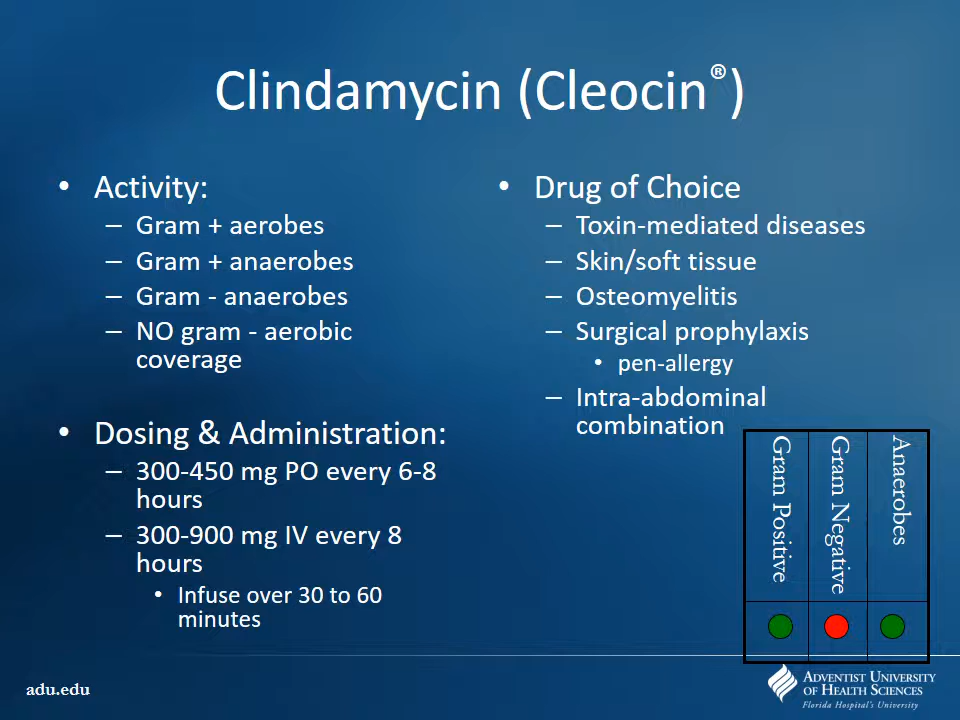 Clindamycin (Cleocin®)
• Activity:
– Gram + aerobes
– Gram + anaerobes
– Gram - anaerobes
– NO gram - aerobic
coverage
• Dosing & Administration:
– 300-450 mg PO every 6-8
hours
– 300-900 mg IV every 8
hours
• Infuse over 30 to 60
minutes
• Drug of Choice
– Toxin-mediated diseases
– Skin/soft tissue
– Osteomyelitis
– Surgical prophylaxis
• pen-allergy
– Intra-abdominal
combination
Gram Positive
Gram Negative
Anaerobes
adu.edu
ADVENTIST UNIVERSITY
OF HEALTH SCIENCES
Florida Hospital's University